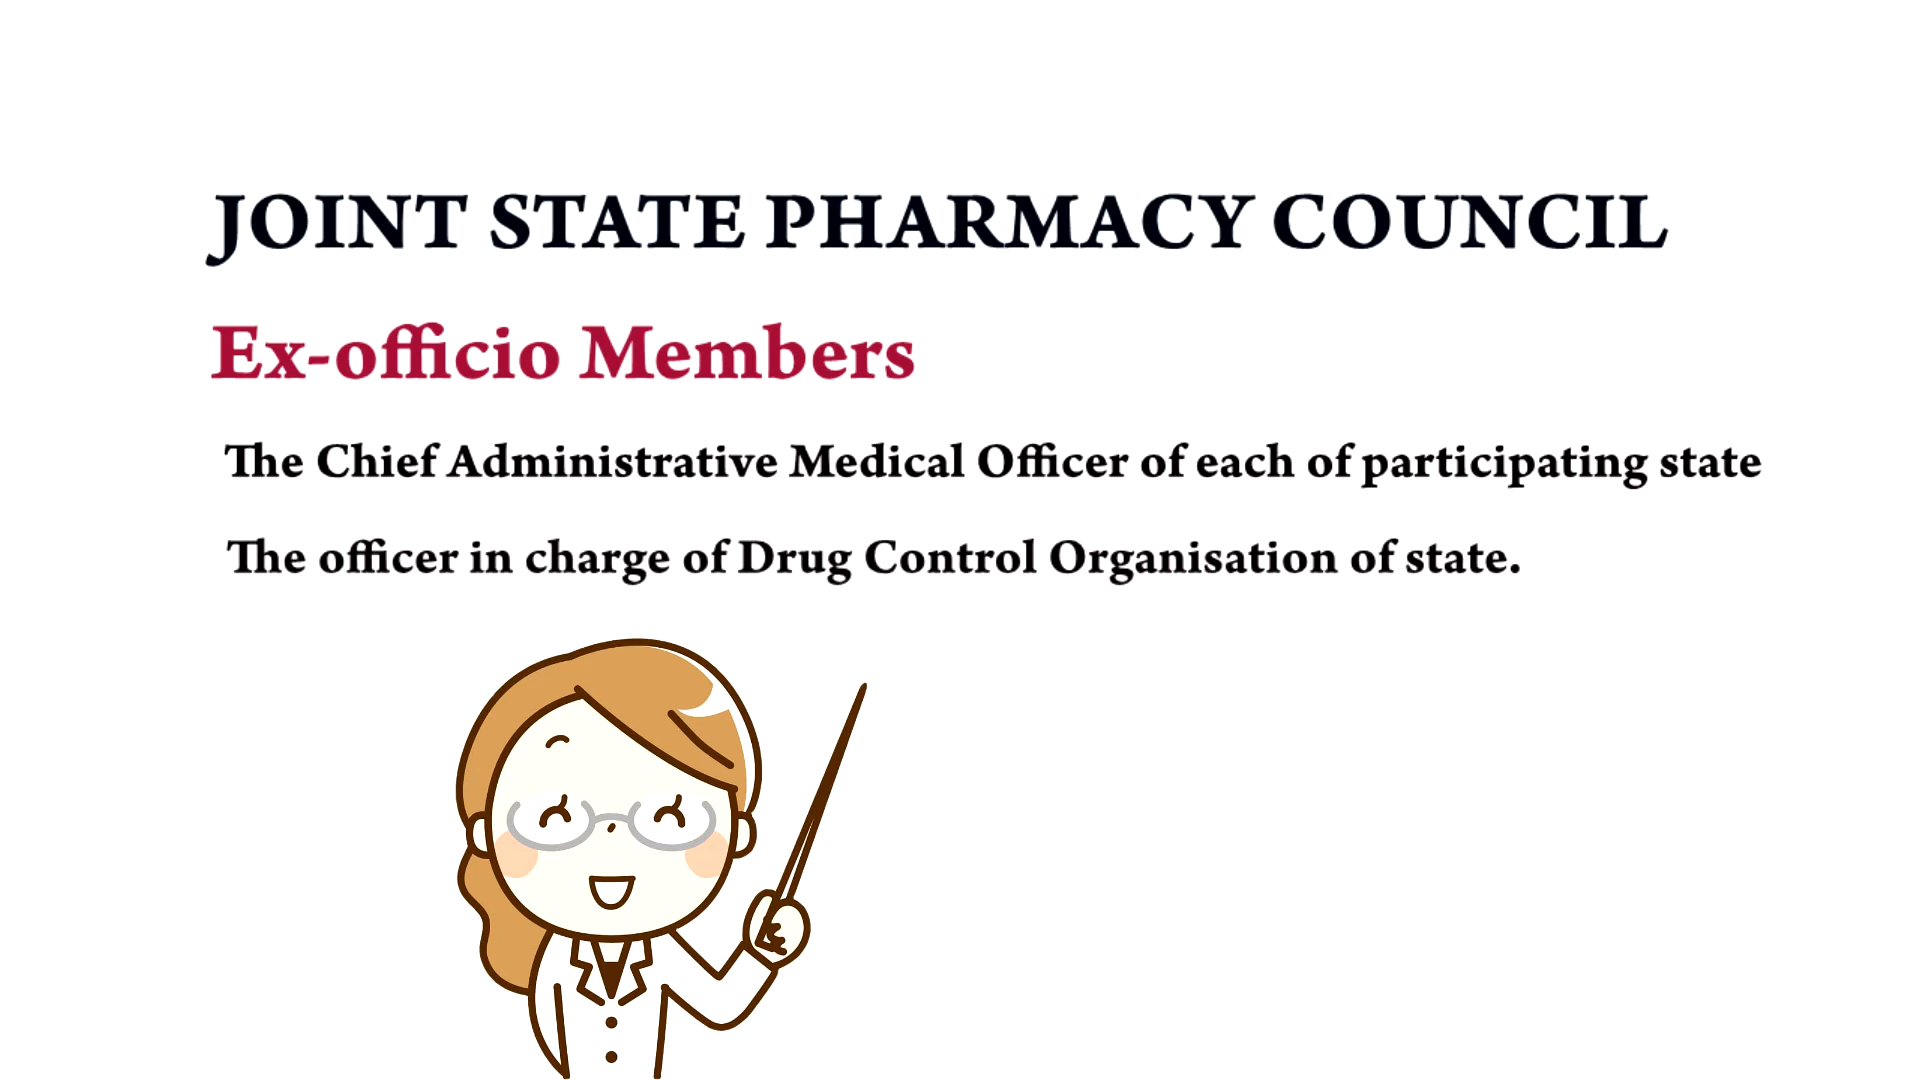 JOINT STATE PHARMACY COUNCIL
Ex-officio Members
The Chief Administrative Medical Officer of each of participating state
The officer in charge of Drug Control Organisation of state.